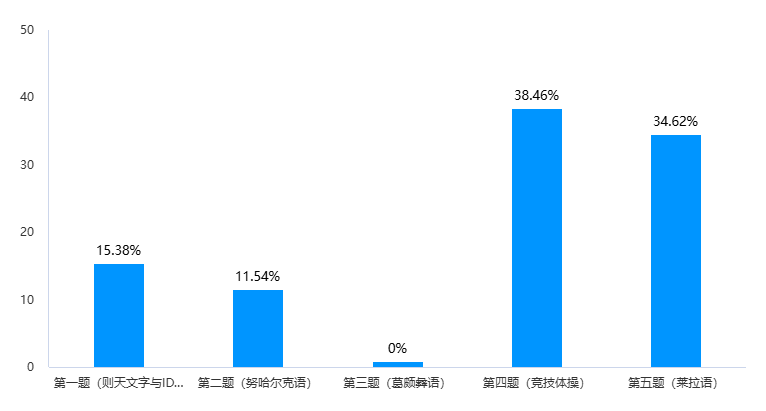 50
40
30
20
10
0
15.38%
11.54%
0%
38.46%
34.62%
第一题（则天文字与ID...
第二题（努哈尔克语）
第三题（葛颇彝语）
第四题（竞技体操）
第五题（莱拉语）